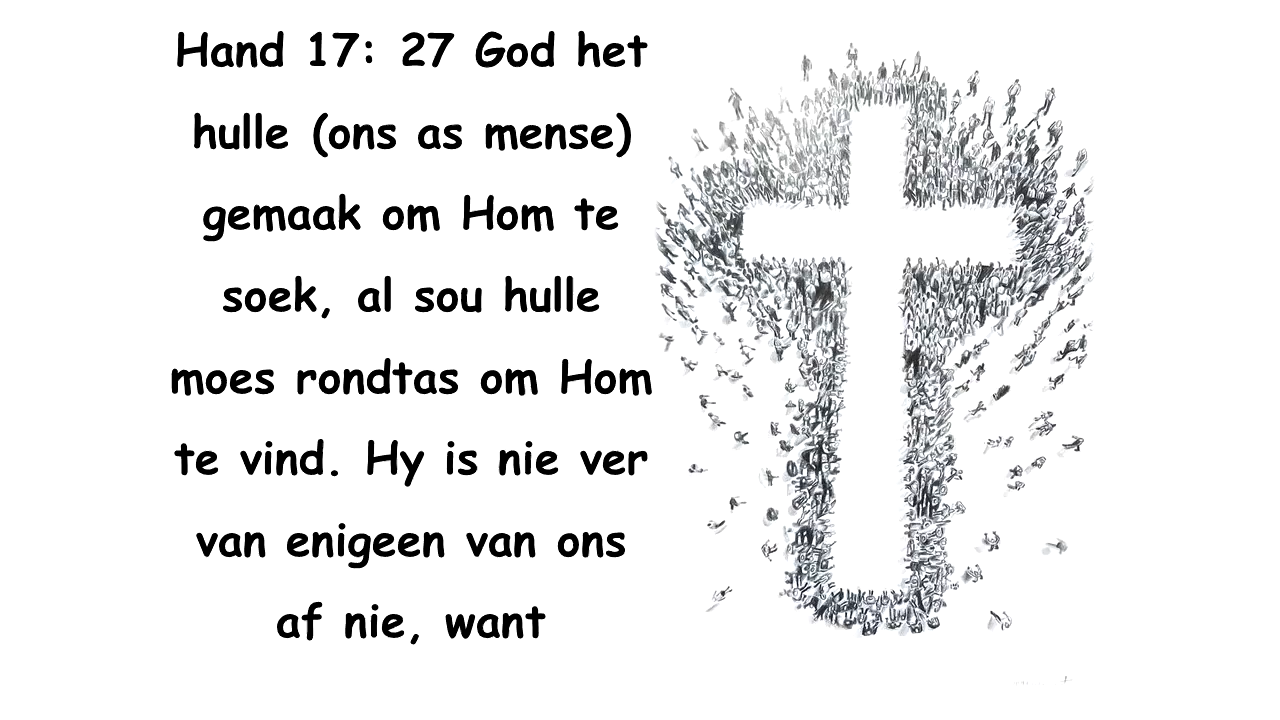 Hand 17: 27 God het
hulle (ons as mense)
gemaak om Hom te
soek, al sou hulle
moes rondtas om Hom
te vind. Hy is nie ver
van enigeen van ons
af nie, want